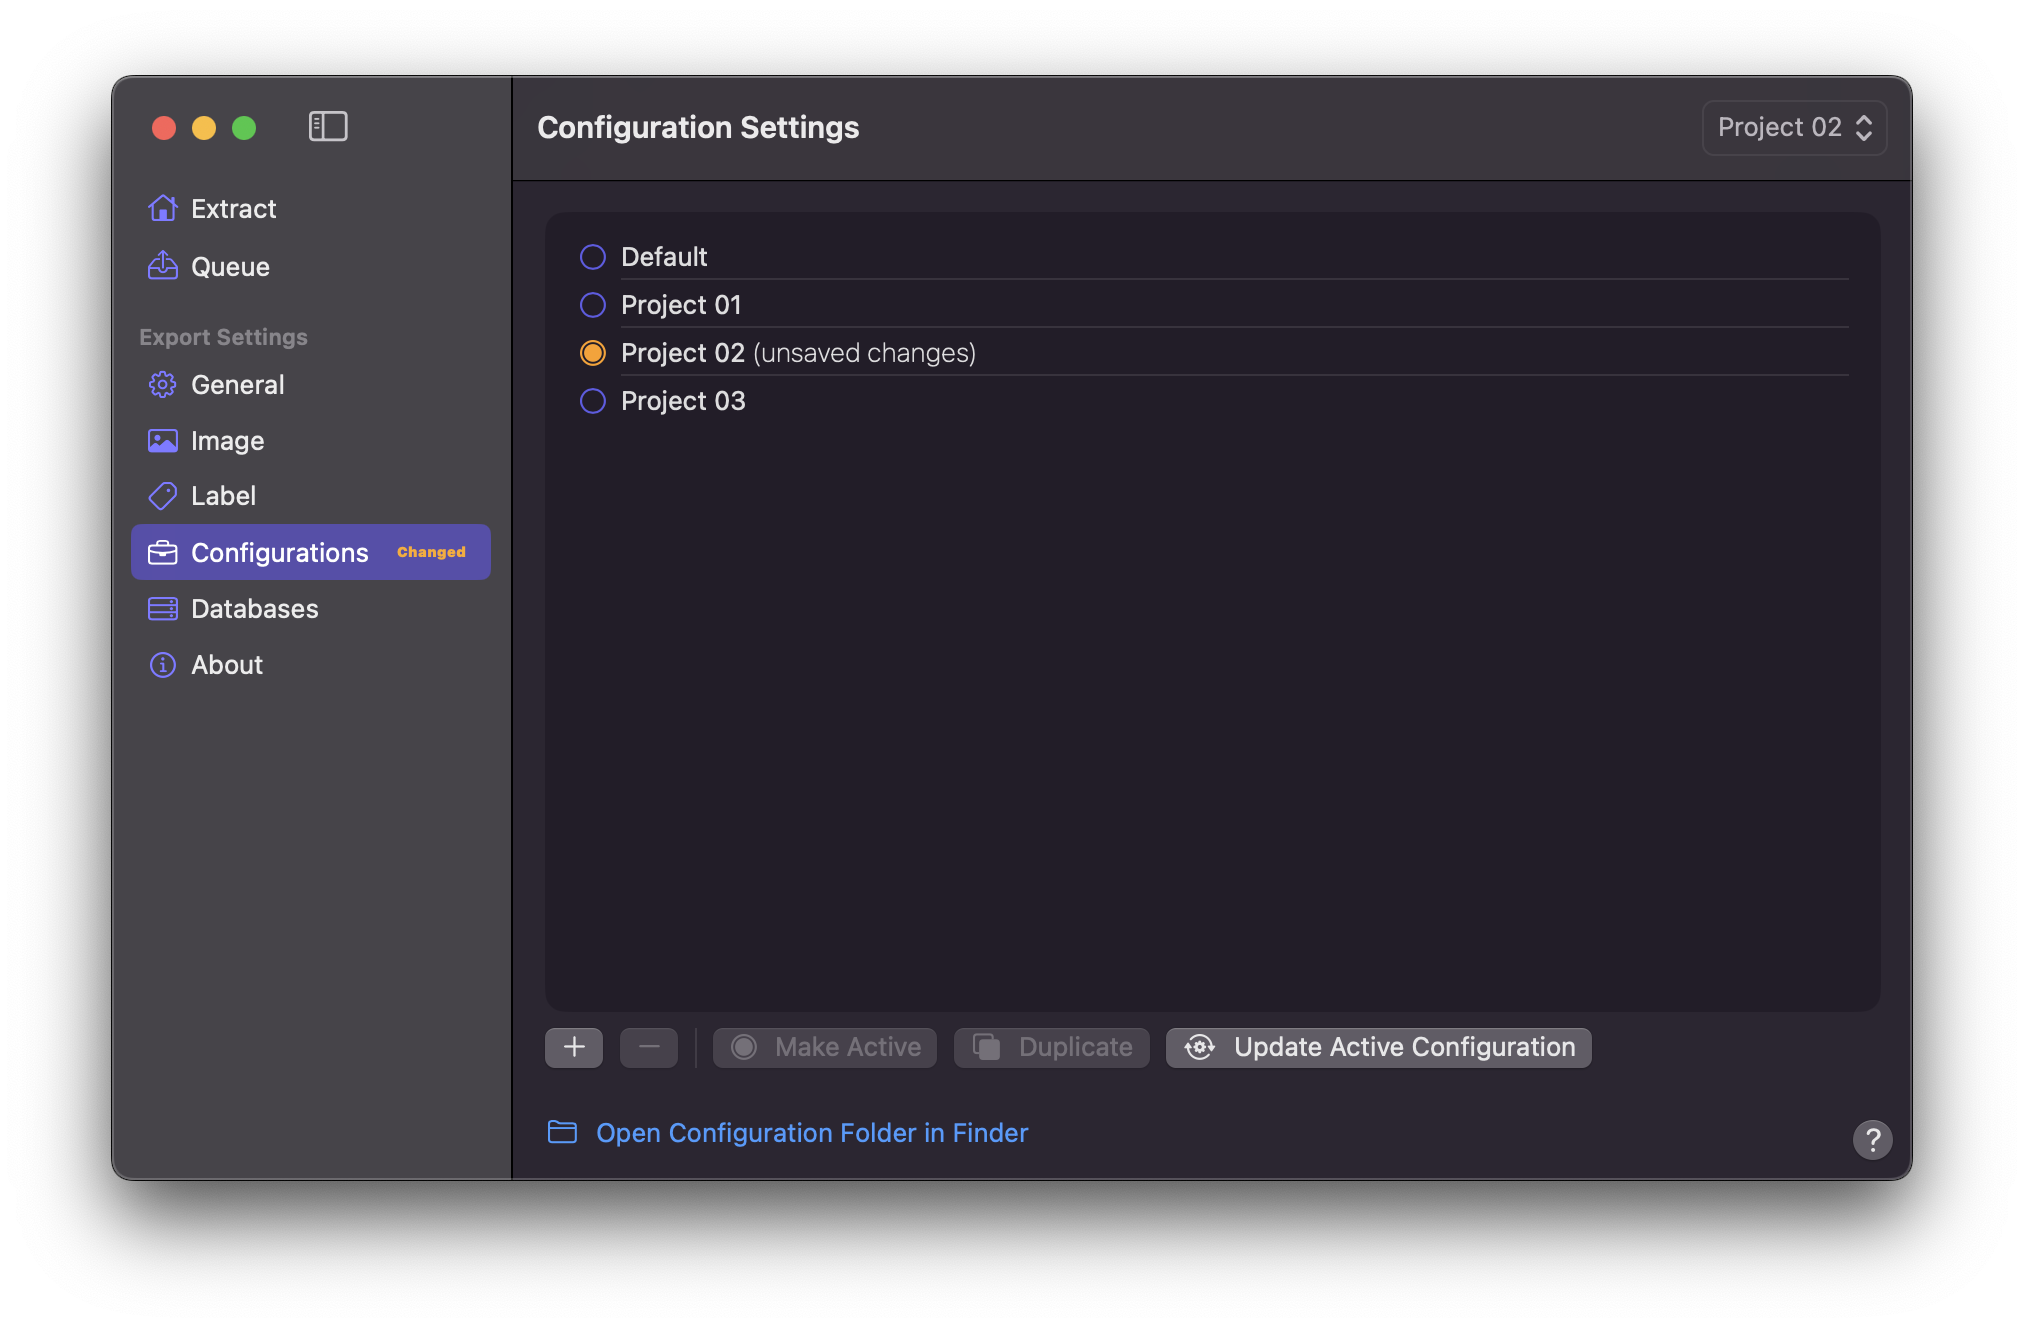 Extract
Queue
Export Settings
General
Image
Label
Configurations Changed
Databases
About
Configuration Settings
Project 02
Default
Project 01
Project 02 (unsaved changes)
Project 03
Make Active
Duplicate
Update Active Configuration
Open Configuration Folder in Finder
?